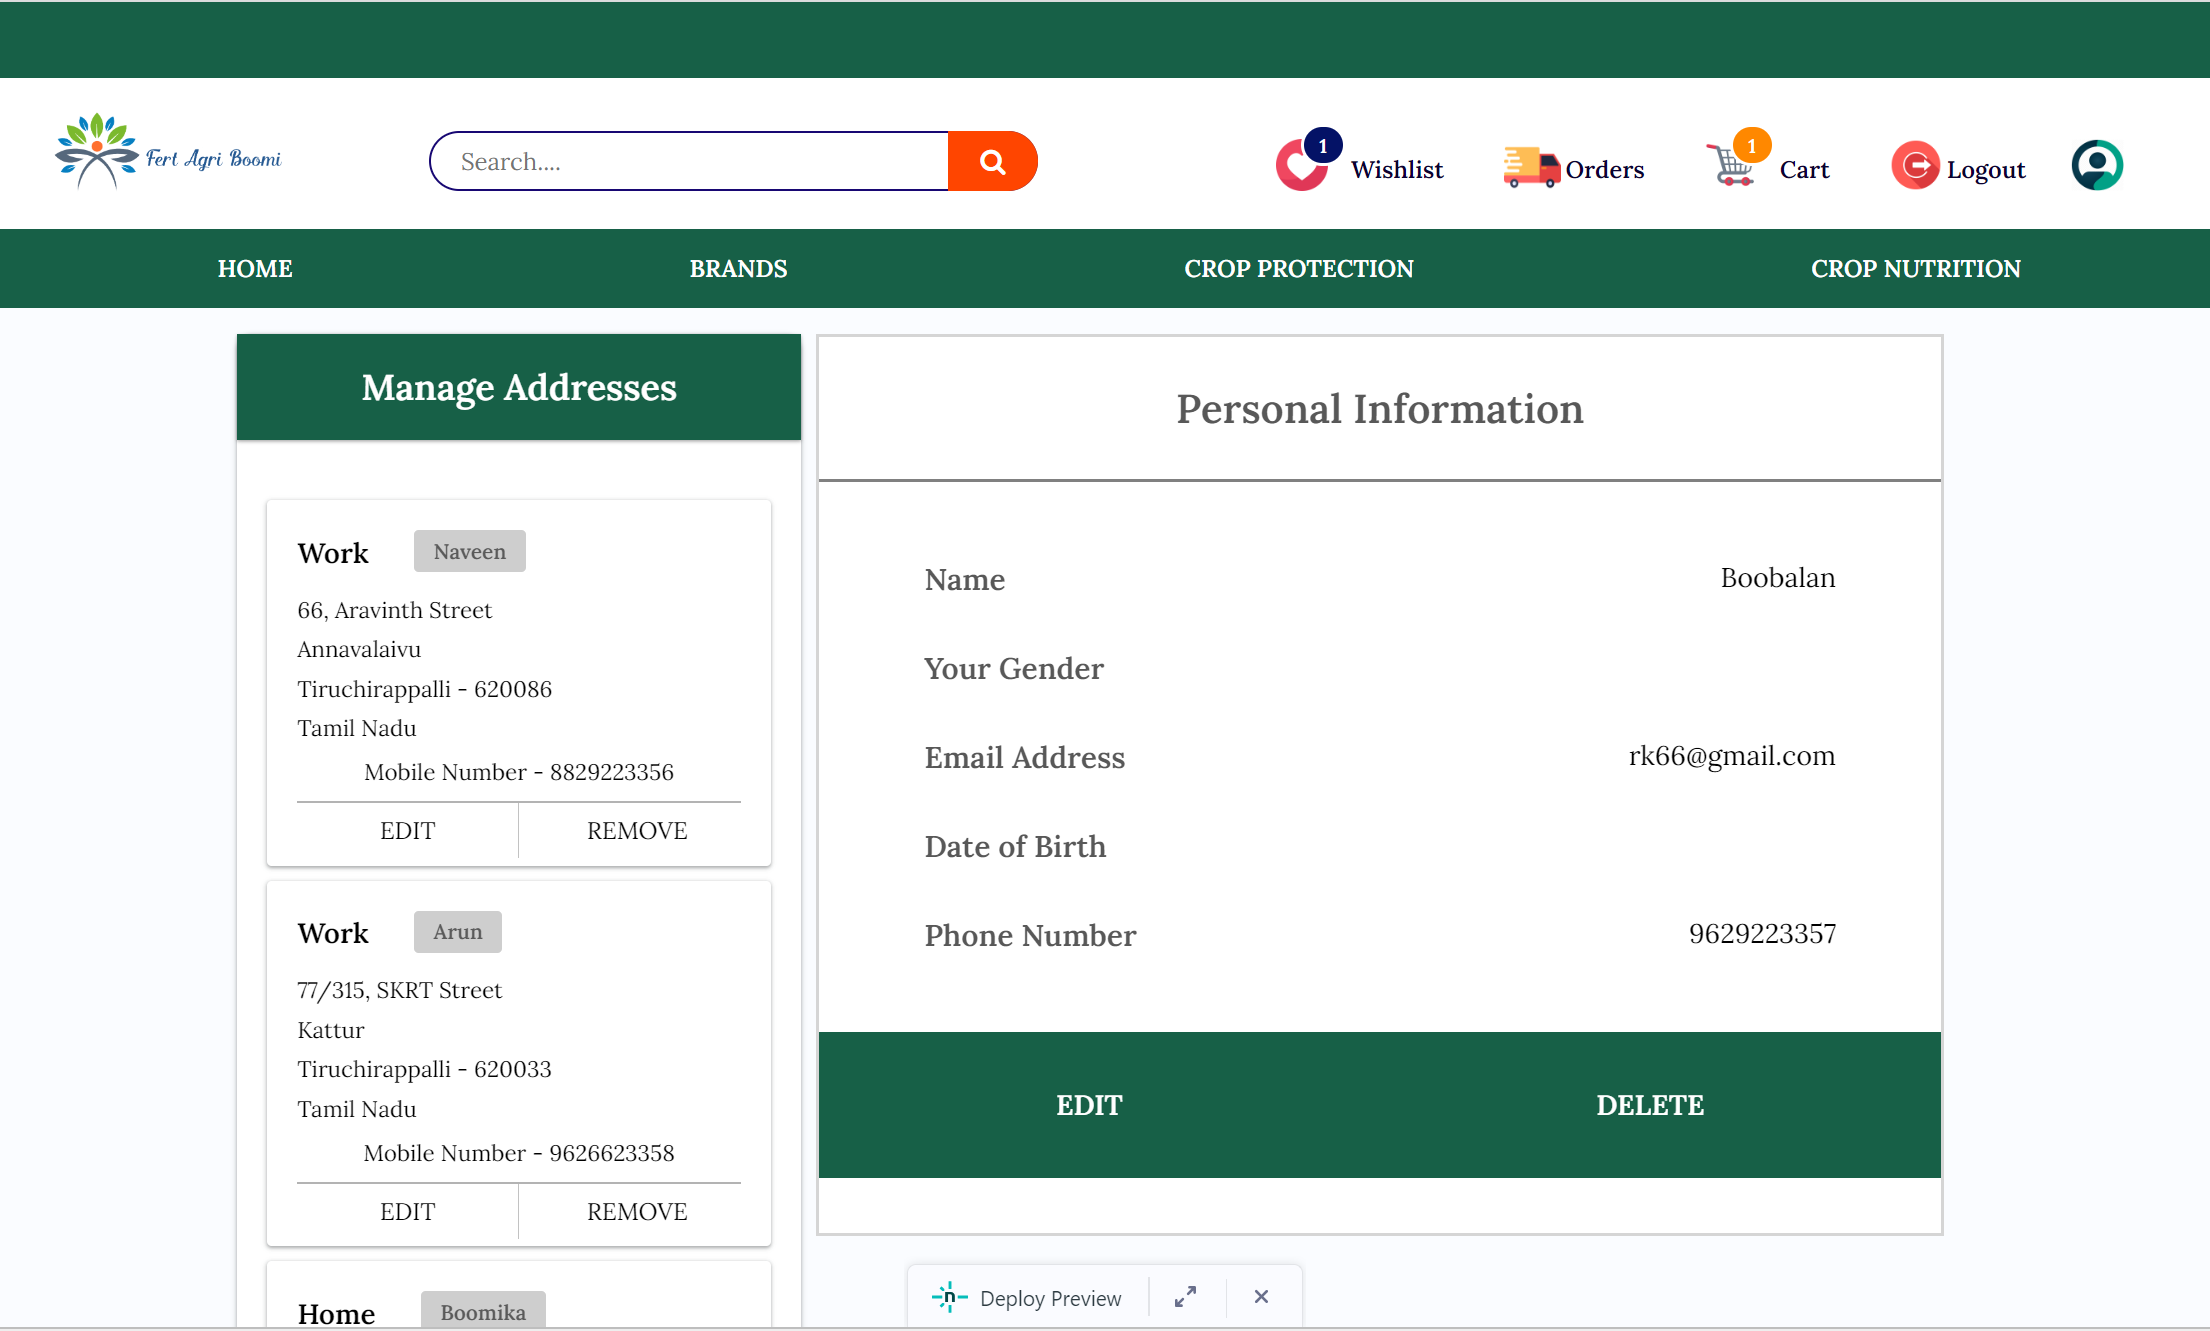 Fert Agri Boomi
Search....
1
Wishlist
Orders
1
Cart
Logout
HOME
BRANDS
CROP PROTECTION
CROP NUTRITION
Manage Addresses
Work
Naveen
66, Aravinth Street
Annavalaivu
Tiruchirappalli - 620086
Tamil Nadu
Mobile Number - 8829223356
EDIT
REMOVE
Work
Arun
77/315, SKRT Street
Kattur
Tiruchirappalli - 620033
Tamil Nadu
Mobile Number - 9626623358
EDIT
REMOVE
Home
Boomika
Personal Information
Name
Boobalan
Your Gender
Email Address
rk66@gmail.com
Date of Birth
Phone Number
9629223357
EDIT
DELETE
Deploy Preview